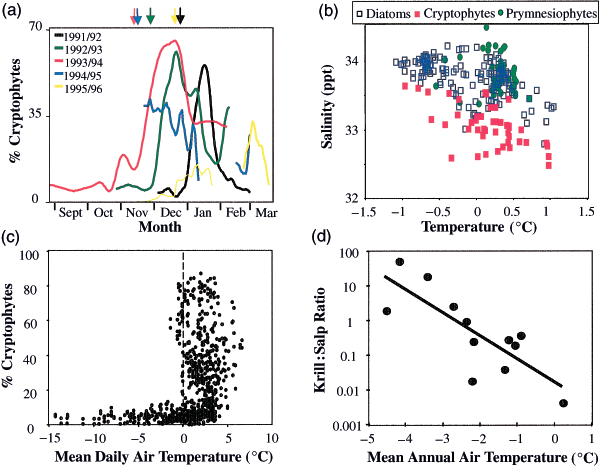 (a)
70
35
0
% Cryptophytes
1991/92
1992/93
1993/94
1994/95
1995/96
Sept Oct Nov Dec Jan Feb Mar
Month
(b)
Diatoms Cryptophytes Prymnesiophytes
34.5
34
33
32
Salinity (ppt)
−1.5 −1 −0.5 0 0.5 1 1.5
Temperature (°C)
(c)
100
80
60
40
20
0
% Cryptophytes
−15 −10 −5 0 5 10
Mean Daily Air Temperature (°C)
(d)
100
10
1
0.1
0.01
0.001
Krill:Salp Ratio
−5 −4 −3 −2 −1 0 1
Mean Annual Air Temperature (°C)